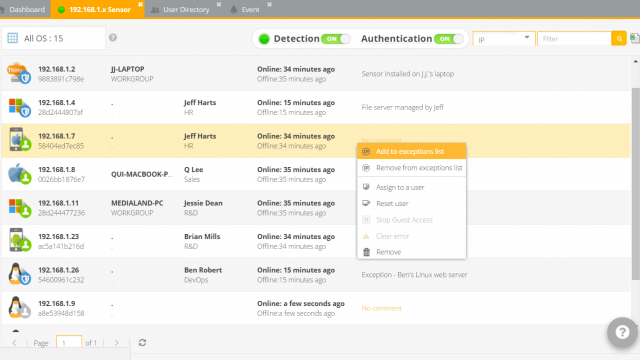 Dashboard 192.168.1.x Sensor User Directory Event
All OS : 15 Detection ON Authentication ON IP Filter
192.168.1.2 JJ-LAPTOP Online: 34 minutes ago
9883891c798e WORKGROUP Offline:35 minutes ago Sensor installed on J.J.'s laptop
192.168.1.4 . Jeff Harts Online: 15 minutes ago
28d2444807af . HR Offline:15 minutes ago File server managed by Jeff
192.168.1.7 . Jeff Harts Online: 34 minutes ago
58404ed7ec85 . HR Offline:34 minutes ago No comment
Add to exceptions list
Remove from exceptions list
Assign to a user
Reset user
Stop Guest Access
Clear error
Remove
192.168.1.8 QUI-MACBOOK-P... Q Lee Online: 35 minutes ago
0026bb1876e7 Sales Offline:35 minutes ago
192.168.1.11 MEDIALAND-PC Jessie Dean Online: 35 minutes ago
28d244477236 WORKGROUP R&D Offline:35 minutes ago
192.168.1.23 . Brian Mills Online: 34 minutes ago
ac5a141b216d . R&D Offline:34 minutes ago
192.168.1.26 . Ben Robert Online: 15 minutes ago
54600961c232 . DevOps Offline:15 minutes ago Exception - Ben's Linux web server
192.168.1.9 . Online: a few seconds ago
a8e53948d158 . Offline:a few seconds ago No comment
Page 1 of 1